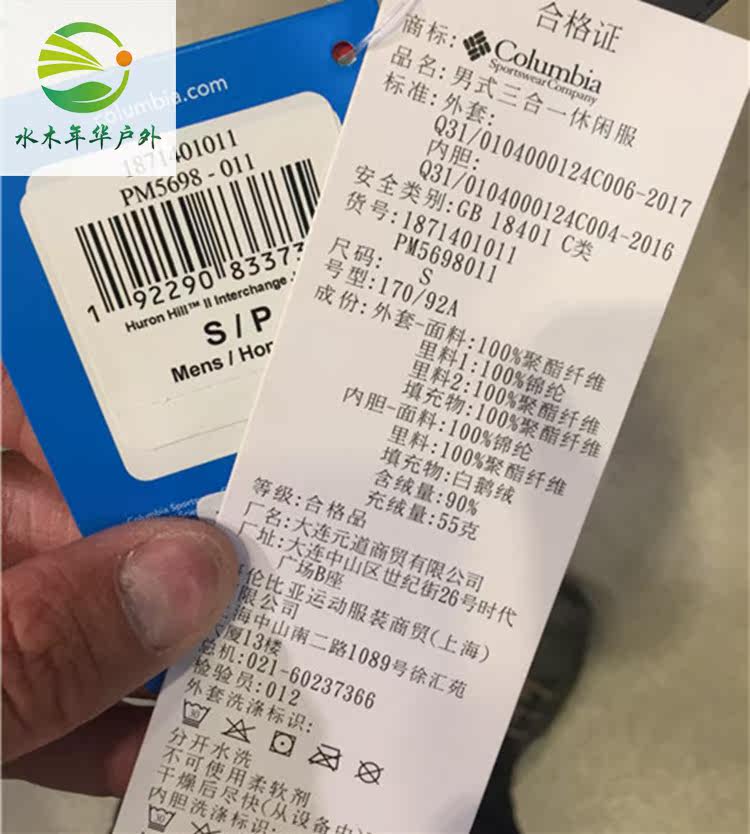 水木年华户外
columbia.com
1871401011
PM5698 - 011
1 92290 83373
Huron Hill™ II Interchange
S / P
Mens /
Columbia
合格证
商标:
Columbia
Sportswear Company
品名:男式三合一休闲服
标准:外套:
Q31/0104000124C006-2017
内胆:
Q31/0104000124C004-2016
安全类别:GB 18401 C类
货号:1871401011
PM5698011
尺码: S
号型:170/92A
成份:外套-面料:100%聚酯纤维
里料1:100%锦纶
里料2:100%聚酯纤维
填充物:100%聚酯纤维
内胆-面料:100%锦纶
里料:100%聚酯纤维
填充物:白鹅绒
含绒量:90%
充绒量:55克
等级:合格品
厂名:大连元道商贸有限公司
厂址:大连中山区世纪街26号时代
广场B座
伦比亚运动服装商贸(上海)
限公司
海中山南二路1089号徐汇苑
大厦13楼
总机:021-60237366
检验员:012
外套洗涤标识:
分开水洗
不可使用柔软剂
干燥后尽快(从设备中
内胆洗涤标识: